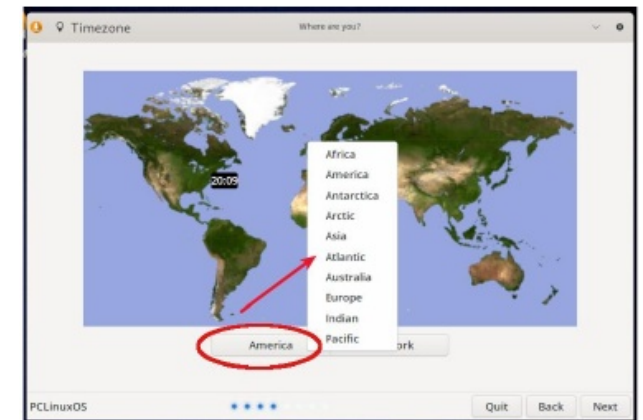 Timezone
Where are you?
20:09
Africa
America
Antarctica
Arctic
Asia
Atlantic
Australia
Europe
Indian
Pacific
America
ork
PCLinuxOS
Quit
Back
Next